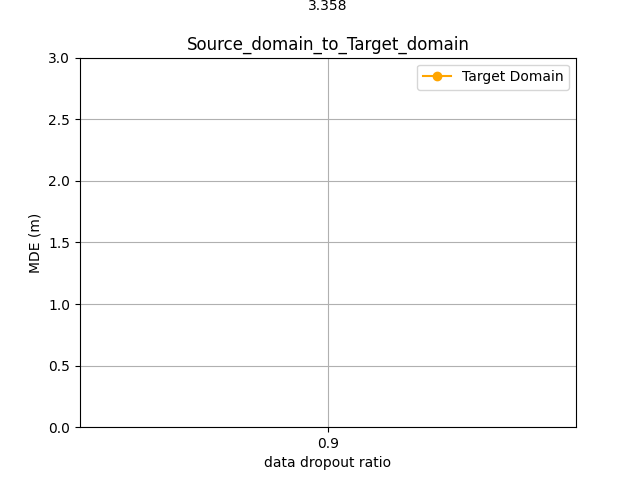 3.358
Source_domain_to_Target_domain
Target Domain
3.0
2.5
2.0
1.5
1.0
0.5
0.0
MDE (m)
0.9
data dropout ratio